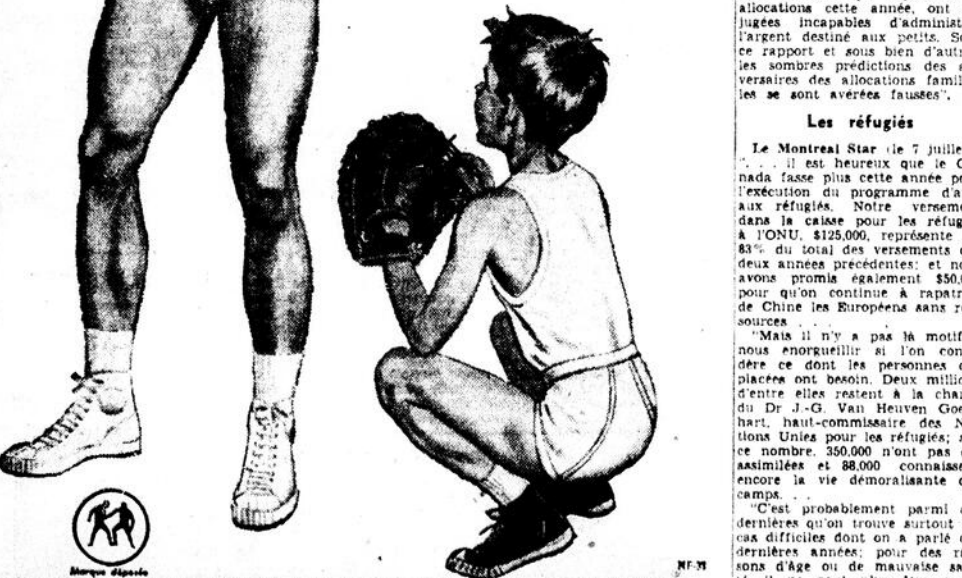 allocations cette année, ont
jugées incapables d'administ
l'argent destiné aux petits. S
ce rapport et sous bien d'autr
les sombres prédictions des a
versaires des allocations famil
les se sont avérées fausses".
Les réfugiés
Le Montreal Star (le 7 juille
". . . il est heureux que le C
nada fasse plus cette année po
l'exécution du programme d'a
aux réfugiés. Notre verseme
dans la caisse pour les réfug
à l'ONU, $125,000, représente
83% du total des versements
deux années précédentes; et no
avons promis également $50,0
pour qu'on continue à rapatr
de Chine les Européens sans r
sources . . .
"Mais il n'y a pas là motif
nous enorgueillir si l'on con
dère ce dont les personnes
placées ont besoin. Deux millio
d'entre elles restent à la char
du Dr J.-G. Van Heuven Goe
hart, haut-commissaire des N
tions Unies pour les réfugiés; s
ce nombre, 350,000 n'ont pas
assimilées et 88,000 connaisse
encore la vie démoralisante
camps. . .
"C'est probablement parmi
dernières qu'on trouve surtout
cas difficiles dont on a parlé
dernières années; pour des ra
sons d'âge ou de mauvaise sa
Marque déposée